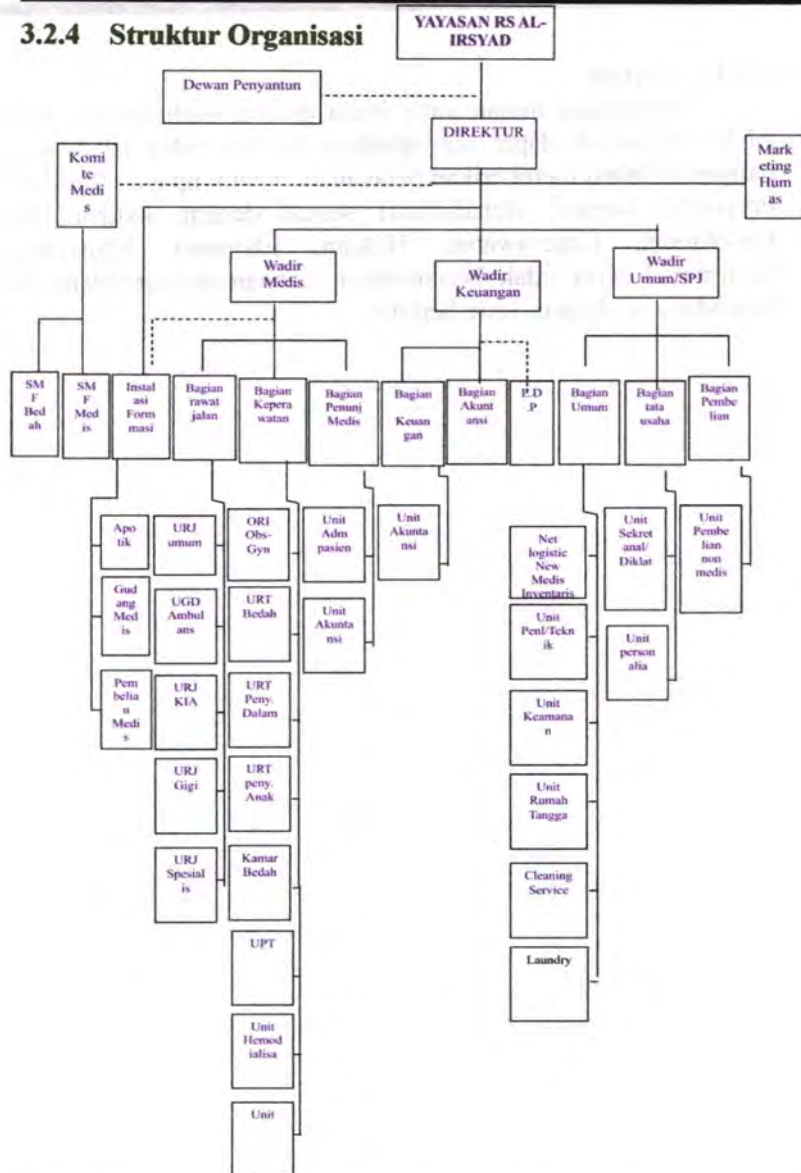 3.2.4 Struktur Organisasi
YAYASAN RS AL-
IRSYAD
Dewan Penyantun
DIREKTUR
Komi
te
Medi
s
Mark
eting
Hum
as
Wadir
Medis
Wadir
Keuangan
Wadir
Umum/SPJ
SM
F
Bed
ah
SM
F
Med
is
Instal
asi
Form
masi
Bagian
rawat
jalan
Bagian
Kepera
watan
Bagian
Penunj
Medis
Bagian
Keuan
gan
Bagian
Akunt
ansi
P.D
.P
Bagian
Umum
Bagian
tata
usaha
Bagian
Pembe
lian
Apo
tik
Gud
ang
Med
is
Pem
belia
n
Medi
s
URJ
umum
UGD
Ambul
ans
URJ
KIA
URJ
Gigi
URJ
Spesial
is
ORI
Obs-
Gyn
URT
Bedah
URT
Peny.
Dalam
URT
peny.
Anak
Kamar
Bedah
UPT
Unit
Hemod
ialisa
Unit
Unit
Adm
pasien
Unit
Akunta
nsi
Unit
Akunta
nsi
Net
logistic
New
Medis
Inventaris
Unit
Penl/Tekn
ik
Unit
Keamana
n
Unit
Rumah
Tangga
Cleaning
Service
Laundry
Unit
Sekret
anal/
Diklat
Unit
person
alia
Unit
Pembe
lian
non
medis